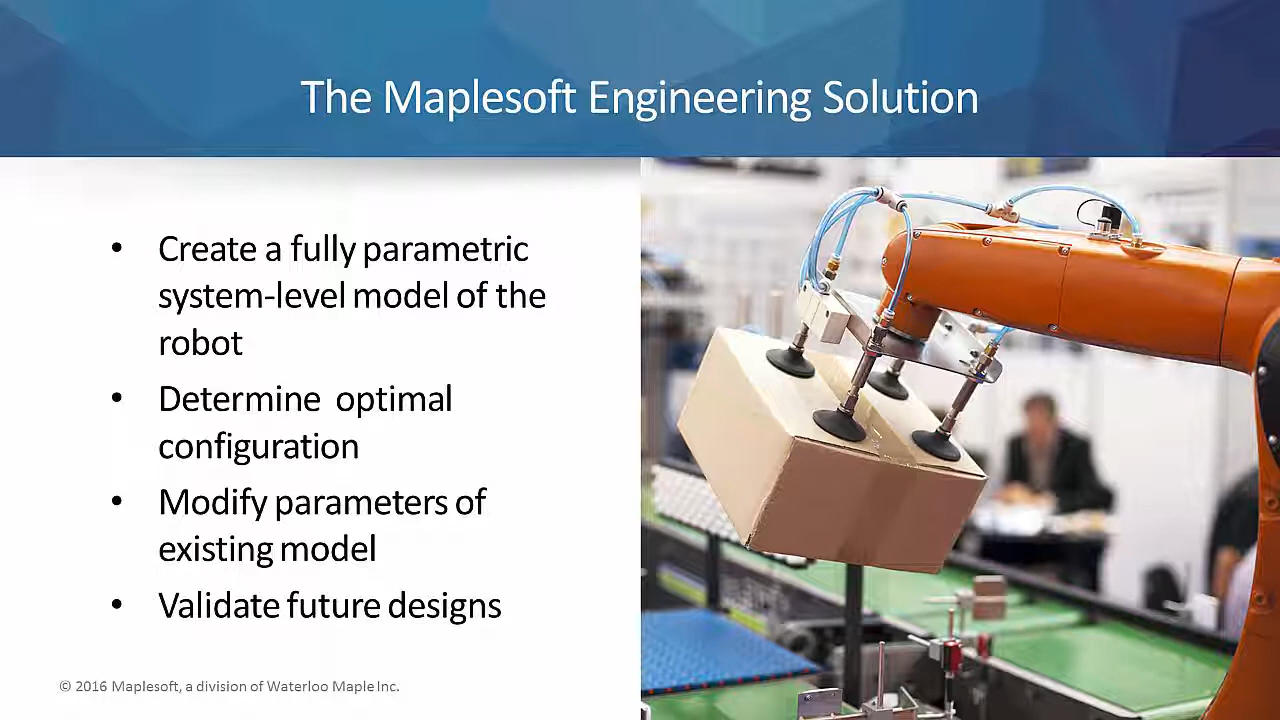 The Maplesoft Engineering Solution
• Create a fully parametric
system-level model of the
robot
• Determine optimal
configuration
• Modify parameters of
existing model
• Validate future designs
© 2016 Maplesoft, a division of Waterloo Maple Inc.